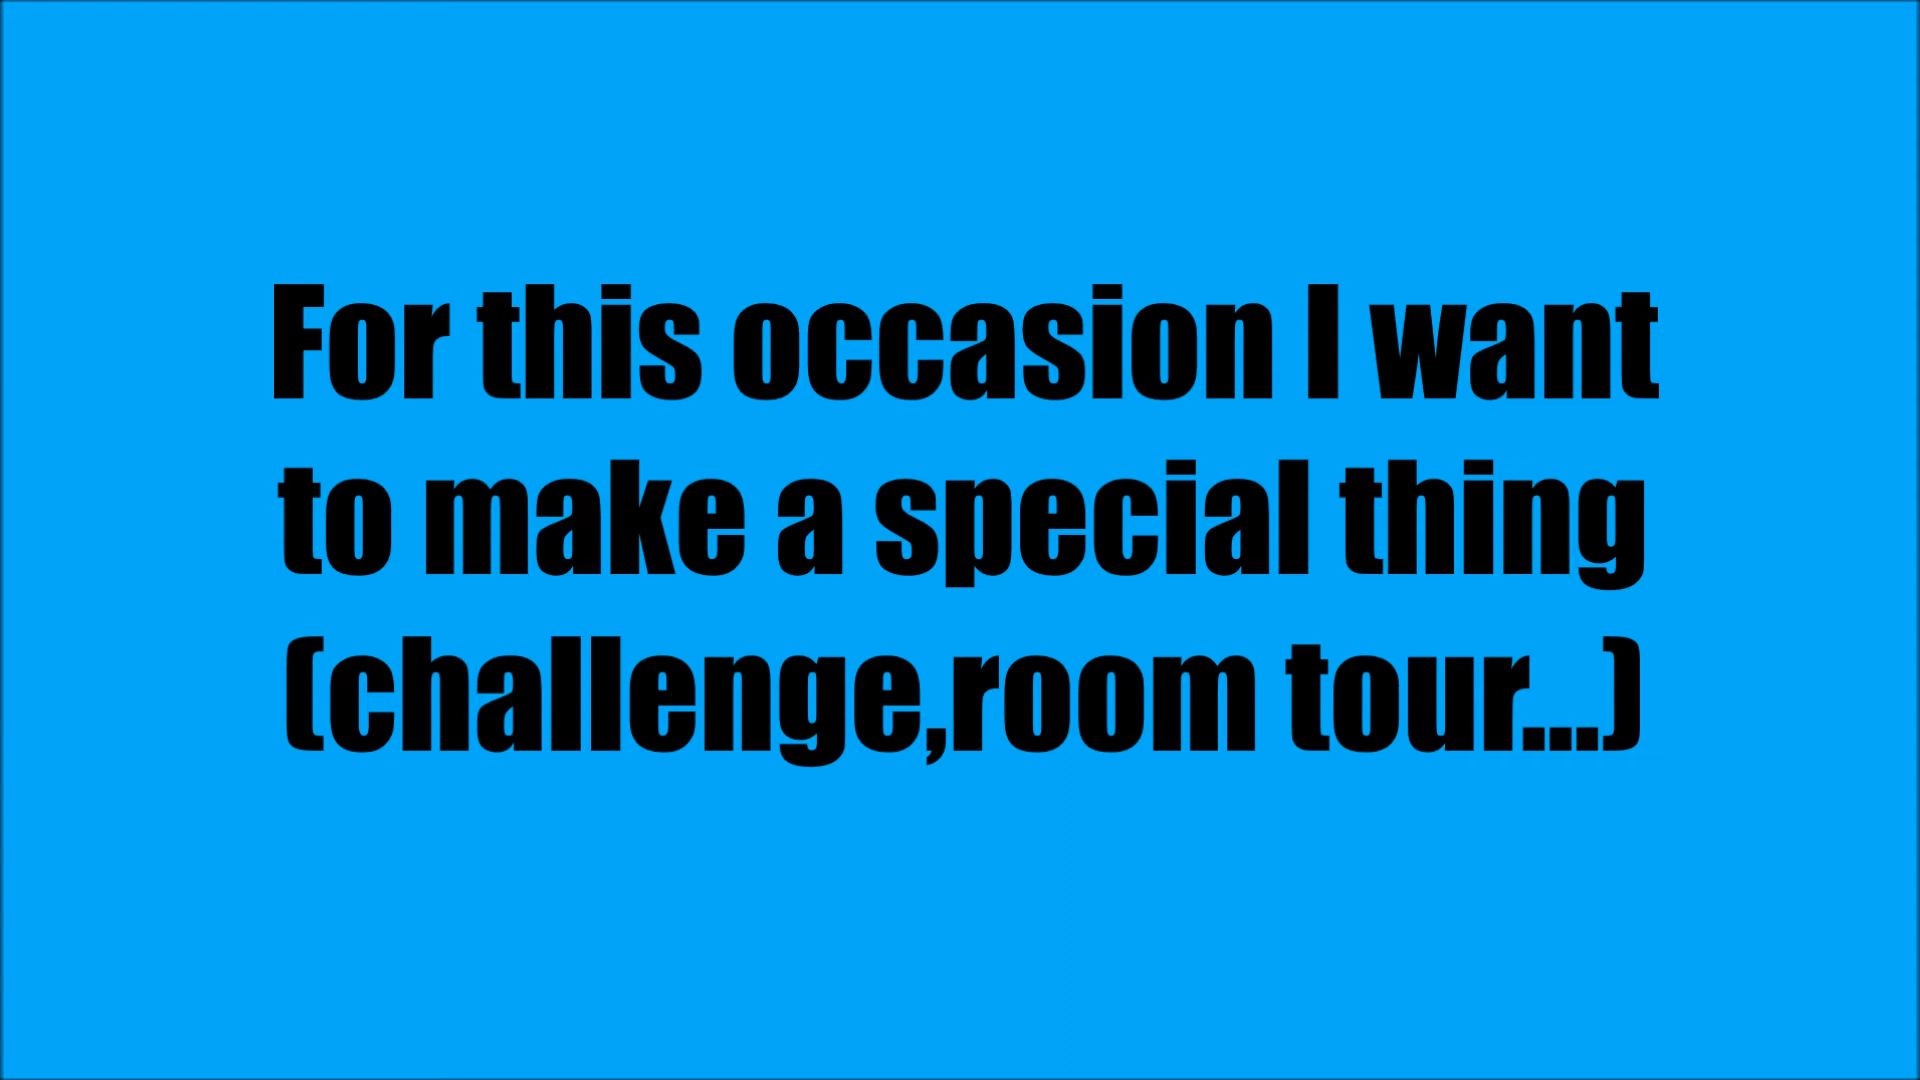 For this occasion I want
to make a special thing
(challenge,room tour...)